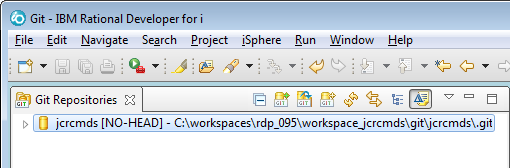 Git - IBM Rational Developer for i
File Edit Navigate Search Project iSphere Run Window Help
Git Repositories
jcrcmds [NO-HEAD] - C:\workspaces\rdp_095\workspace_jcrcmds\git\jcrcmds\.git